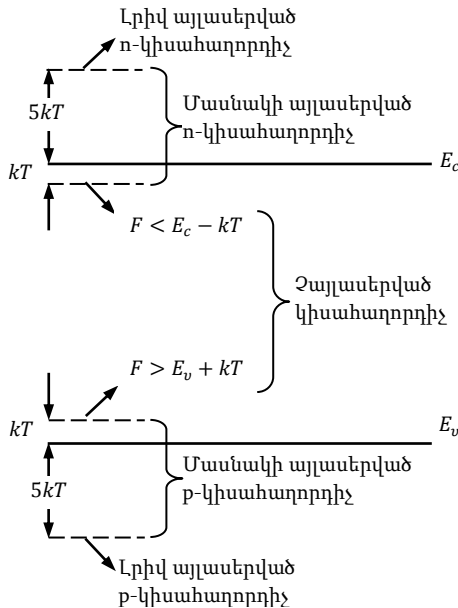 Լրիվ այլասերված
n-կիսահաղորդիչ
5kT
Մասնակի այլասերված
n-կիսահաղորդիչ
E_c
kT
F < E_c − kT
Չայլասերված
կիսահաղորդիչ
F > E_v + kT
kT
E_v
Մասնակի այլասերված
p-կիսահաղորդիչ
5kT
Լրիվ այլասերված
p-կիսահաղորդիչ